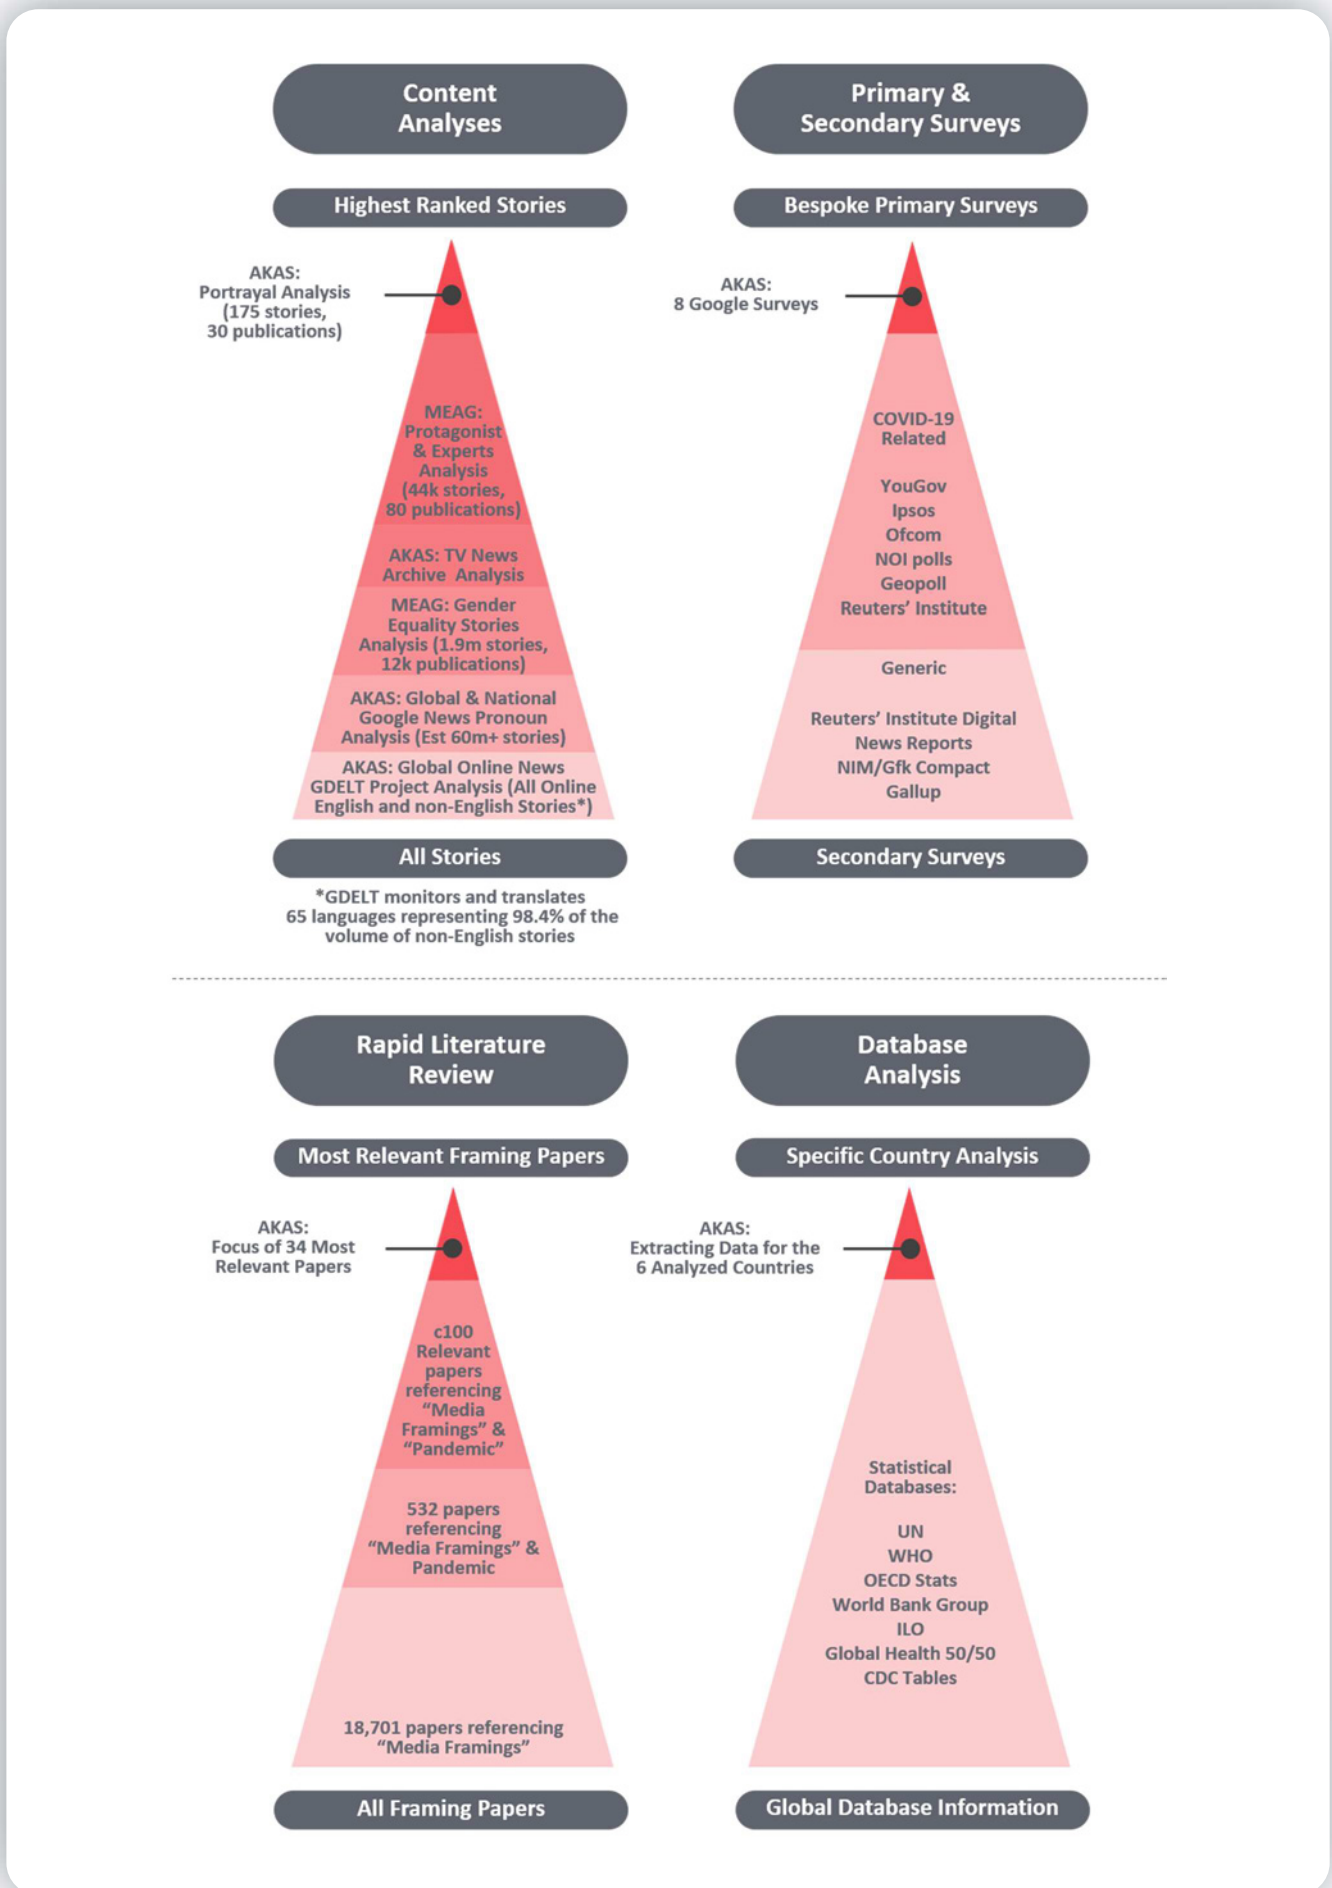 Content
Analyses
Highest Ranked Stories
AKAS:
Portrayal Analysis
(175 stories,
30 publications)
MEAG:
Protagonist
& Experts
Analysis
(44k stories,
80 publications)
AKAS: TV News
Archive Analysis
MEAG: Gender
Equality Stories
Analysis (1.9m stories,
12k publications)
AKAS: Global & National
Google News Pronoun
Analysis (Est 60m+ stories)
AKAS: Global Online News
GDELT Project Analysis (All Online
English and non-English Stories*)
All Stories
*GDELT monitors and translates
65 languages representing 98.4% of the
volume of non-English stories
Primary &
Secondary Surveys
Bespoke Primary Surveys
AKAS:
8 Google Surveys
COVID-19
Related
YouGov
Ipsos
Ofcom
NOI polls
Geopoll
Reuters’ Institute
Generic
Reuters’ Institute Digital
News Reports
NIM/Gfk Compact
Gallup
Secondary Surveys
Rapid Literature
Review
Most Relevant Framing Papers
AKAS:
Focus of 34 Most
Relevant Papers
c100
Relevant
papers
referencing
“Media
Framings” &
“Pandemic”
532 papers
referencing
“Media Framings” &
Pandemic
18,701 papers referencing
“Media Framings”
All Framing Papers
Database
Analysis
Specific Country Analysis
AKAS:
Extracting Data for the
6 Analyzed Countries
Statistical
Databases:
UN
WHO
OECD Stats
World Bank Group
ILO
Global Health 50/50
CDC Tables
Global Database Information